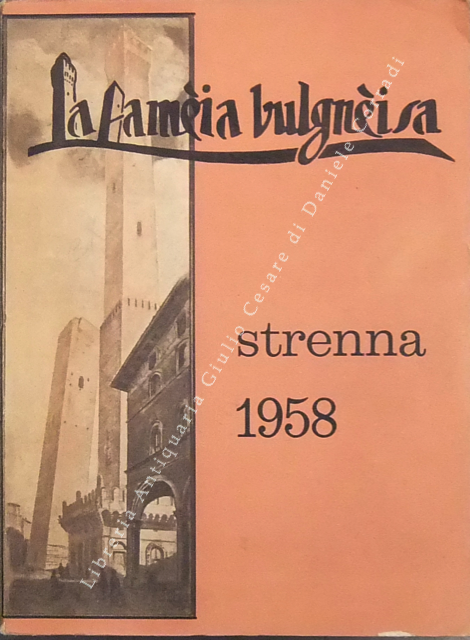 La Famèia bulgnèisa
strenna
1958
Libreria Antiquaria Giulio Cesare di Daniele Corradi